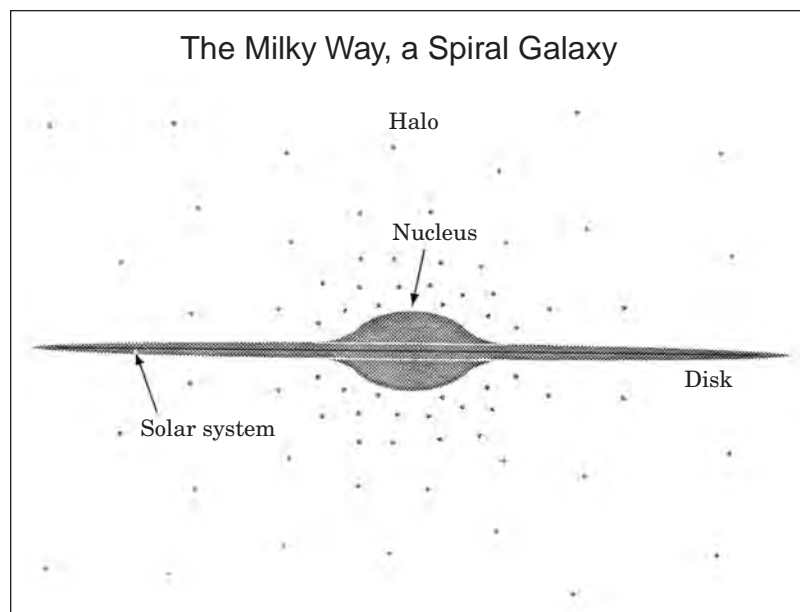 The Milky Way, a Spiral Galaxy
Halo
Nucleus
Disk
Solar system